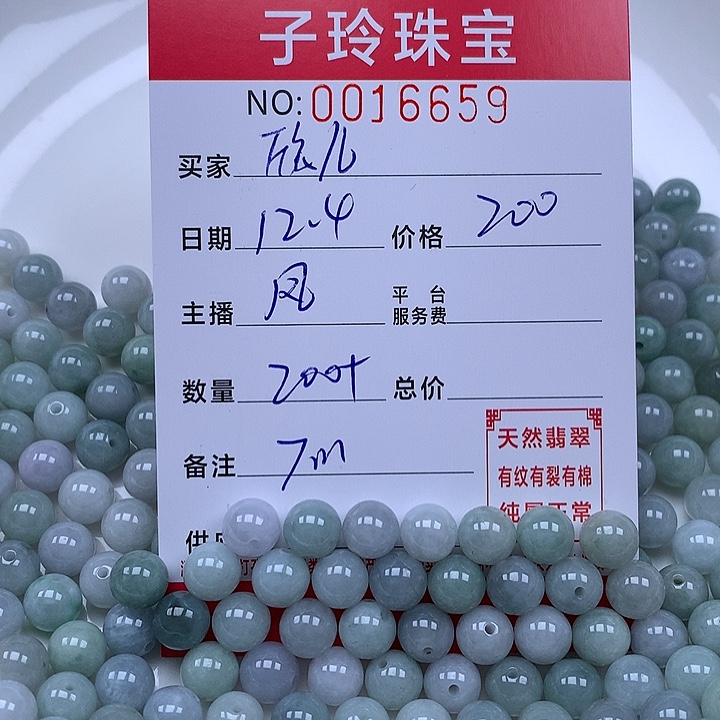 子玲珠宝
NO:0016659
买家 欣儿
日期 12.4 价格 200
主播 风 平台服务费
数量 200+ 总价
备注 7m
天然翡翠
有纹有裂有棉
纯属正常